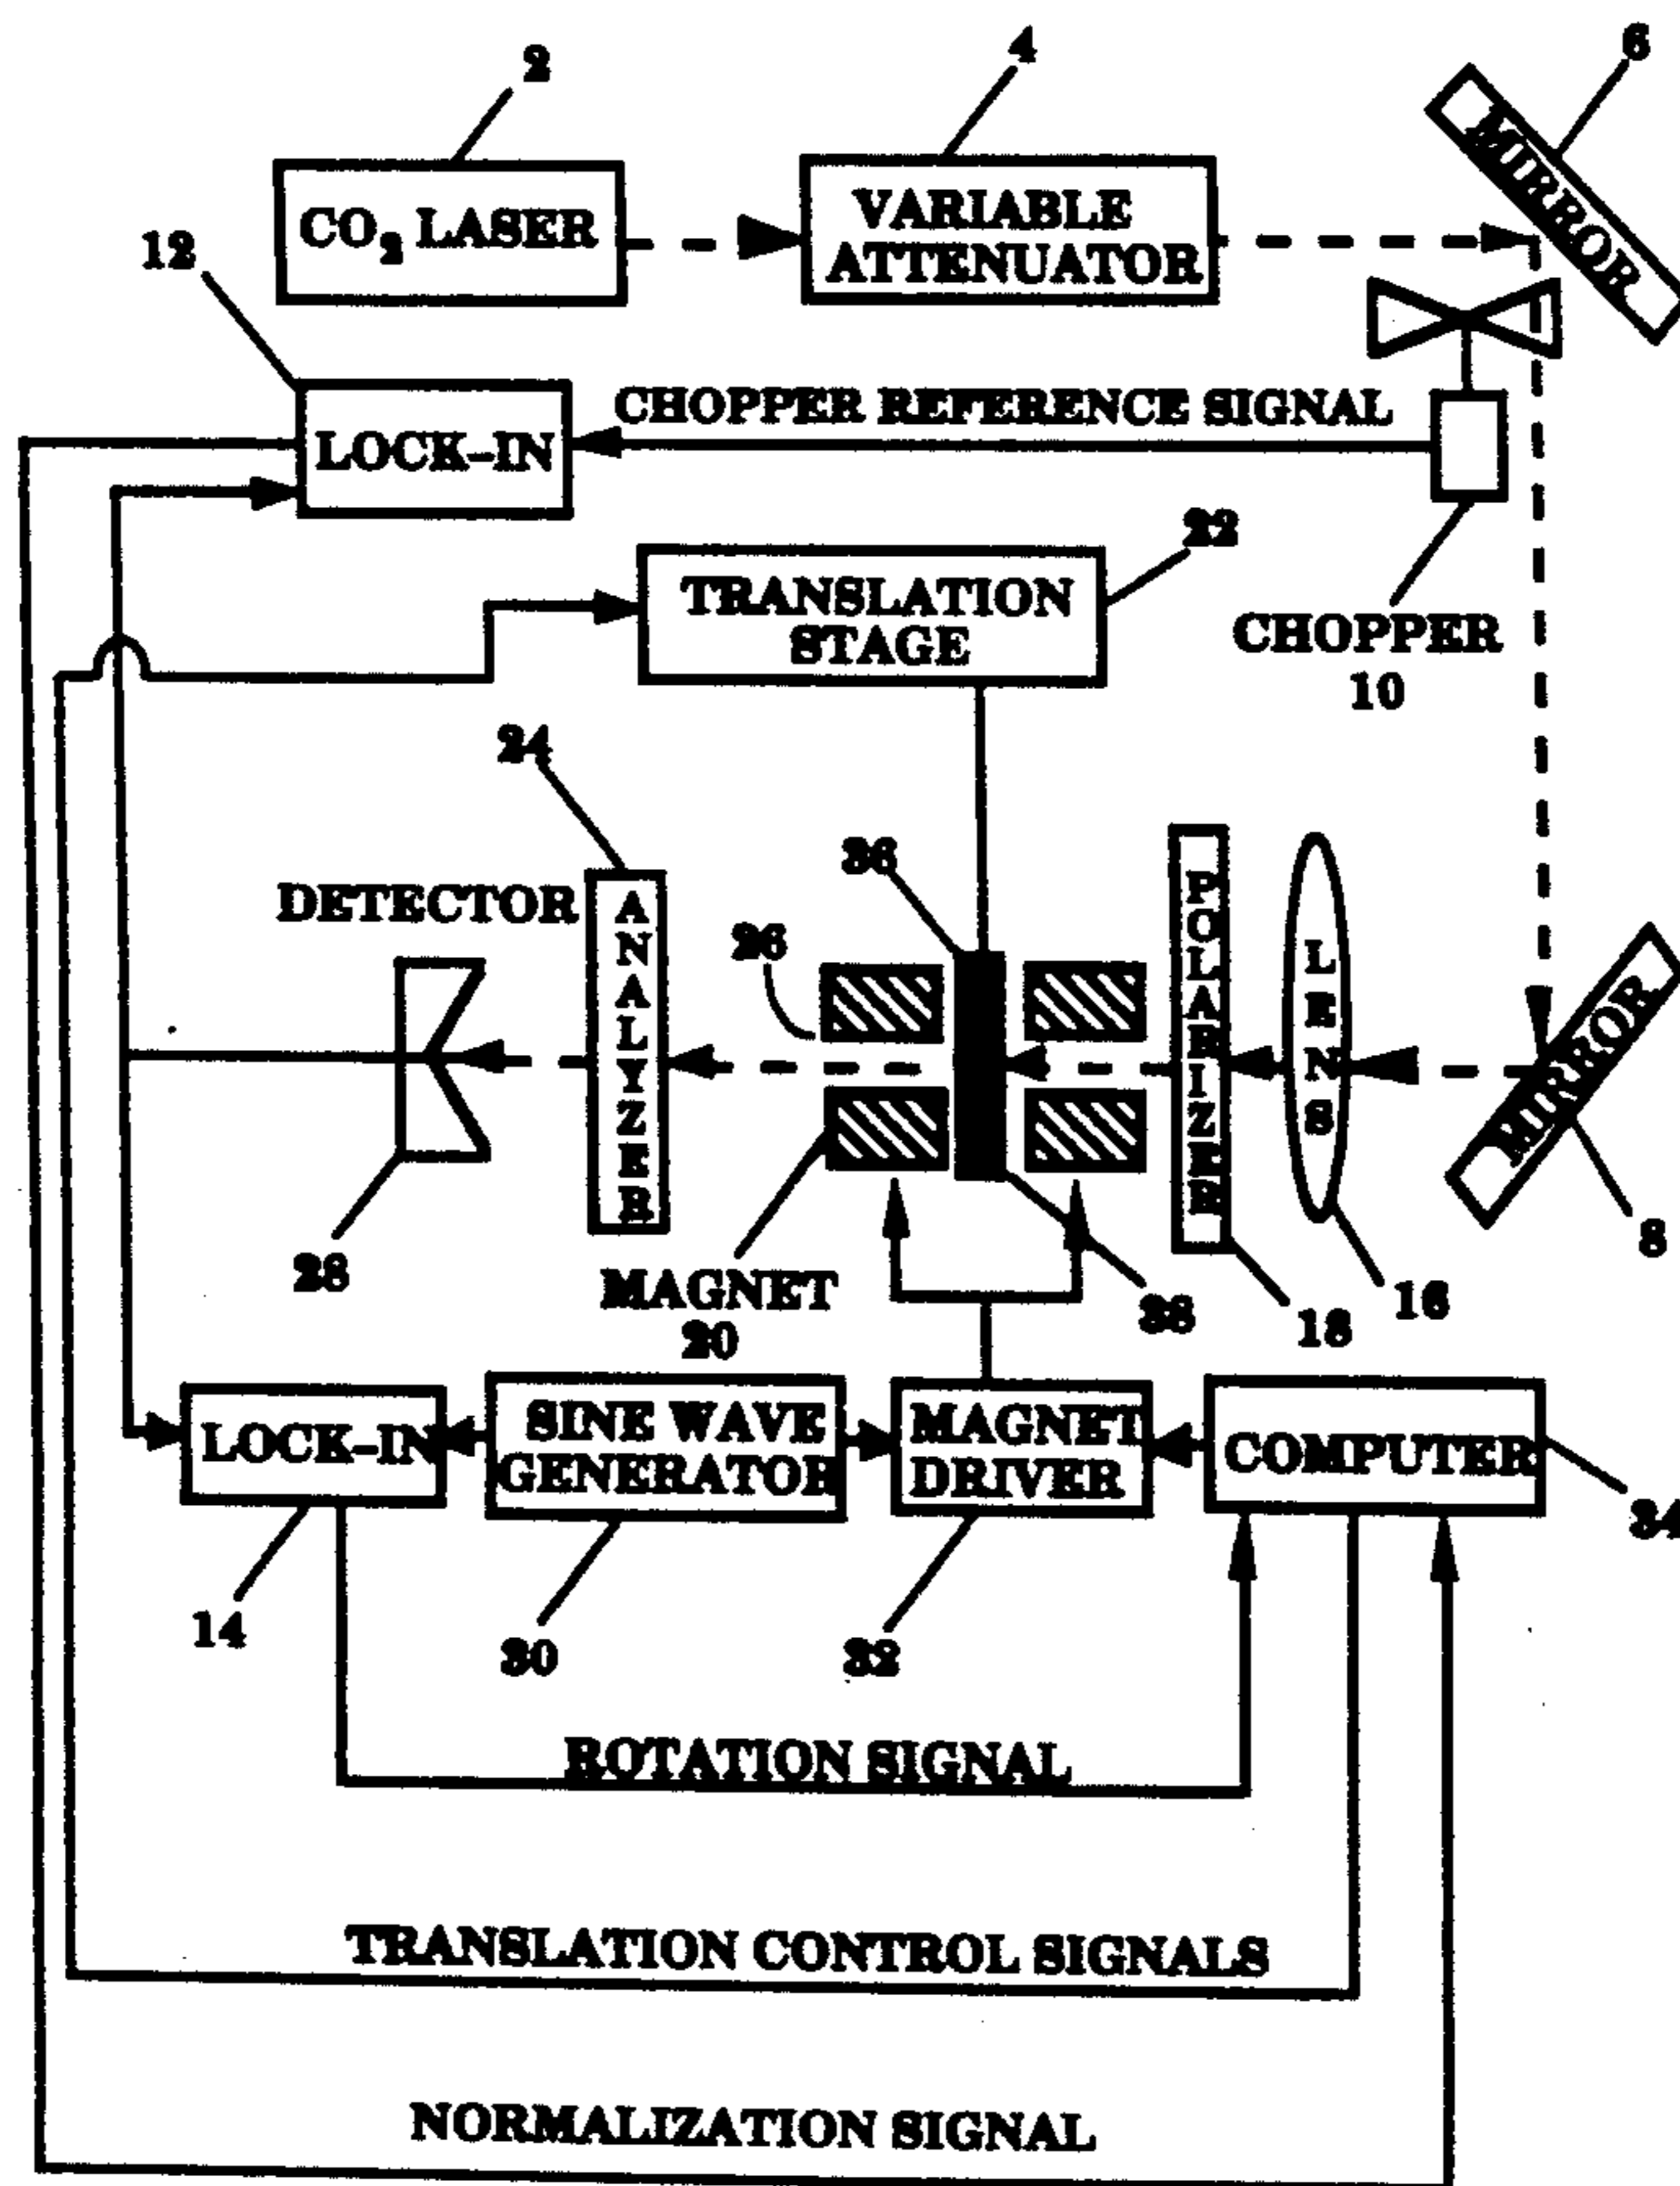 2
4
6
CO₂ LASER
VARIABLE
ATTENUATOR
MIRROR
12
LOCK-IN
CHOPPER REFERENCE SIGNAL
22
TRANSLATION
STAGE
CHOPPER
10
24
DETECTOR
ANALYZER
36
26
POLARIZER
LENS
MIRROR
8
28
MAGNET
20
38
18
16
LOCK-IN
SINE WAVE
GENERATOR
MAGNET
DRIVER
COMPUTER
34
14
30
32
ROTATION SIGNAL
TRANSLATION CONTROL SIGNALS
NORMALIZATION SIGNAL